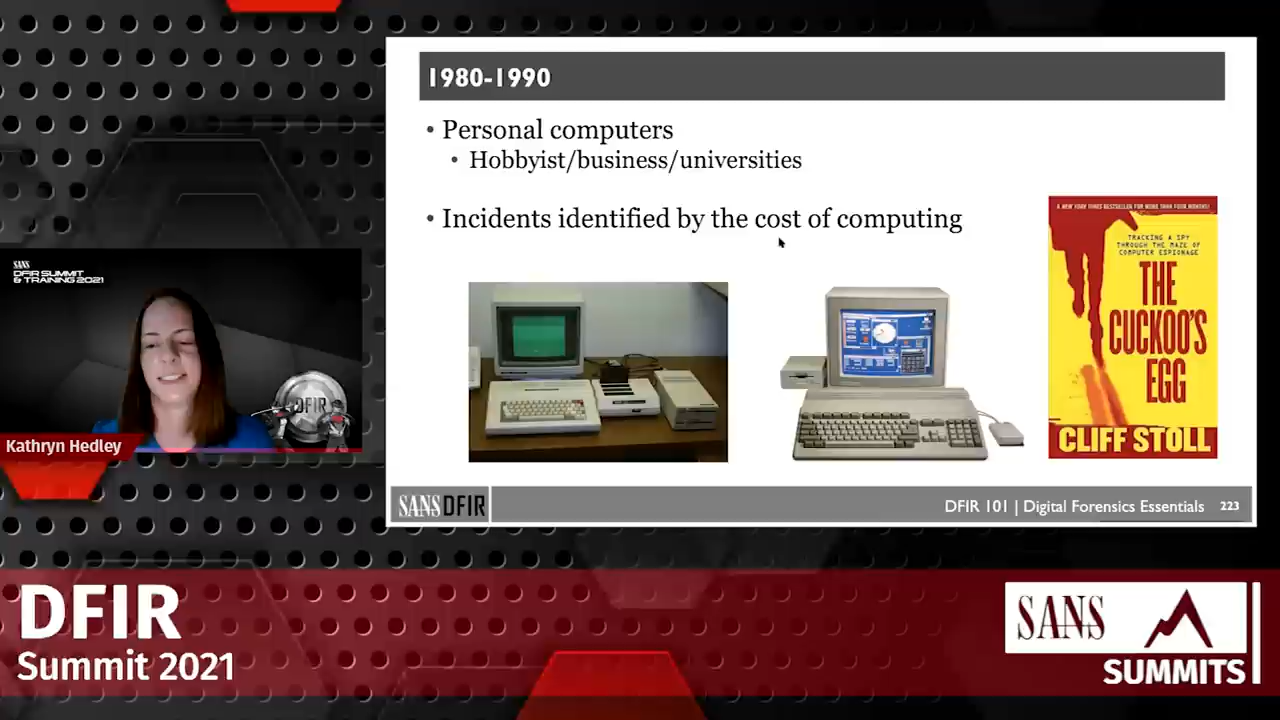 1980-1990
• Personal computers
• Hobbyist/business/universities
• Incidents identified by the cost of computing
A NEW YORK TIMES BESTSELLER FOR MORE THAN FOUR MONTHS!
TRACKING A SPY
THROUGH THE MAZE OF
COMPUTER ESPIONAGE
THE
CUCKOO'S
EGG
CLIFF STOLL
SANS DFIR
DFIR 101 | Digital Forensics Essentials 223
SANS
DFIR SUMMIT
& TRAINING 2021
DFIR
Kathryn Hedley
DFIR
Summit 2021
SANS
SUMMITS